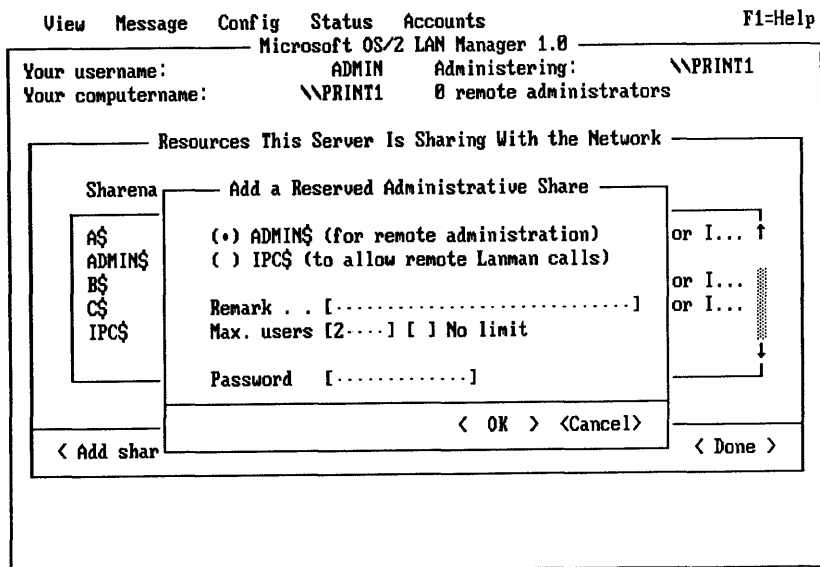 View Message Config Status Accounts F1=Help
Microsoft OS/2 LAN Manager 1.0
Your username: ADMIN Administering: \\PRINT1
Your computername: \\PRINT1 0 remote administrators
Resources This Server Is Sharing With the Network
Sharena
Add a Reserved Administrative Share
A$ (•) ADMIN$ (for remote administration) or I... ↑
ADMIN$ ( ) IPC$ (to allow remote Lanman calls)
B$ or I...
C$ Remark . . [·····························] or I...
IPC$ Max. users [2····] [ ] No limit
↓
Password [·············]
< OK > <Cancel>
< Add shar < Done >